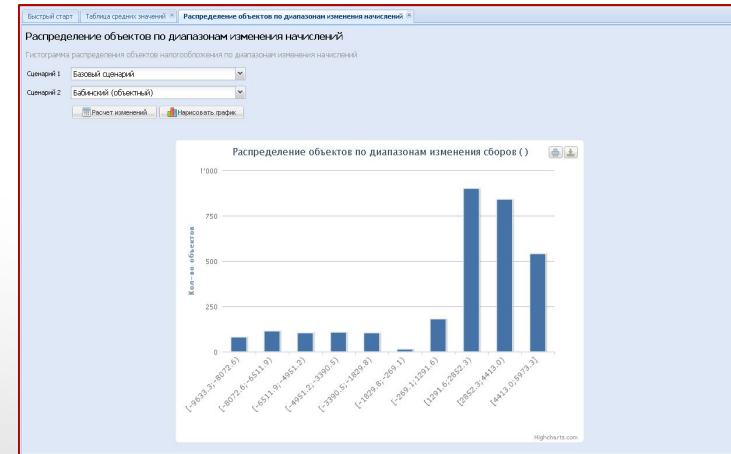 Быстрый старт Таблица средних значений Распределение объектов по диапазонам изменения начислений
Распределение объектов по диапазонам изменения начислений
Гистограмма распределения объектов налогообложения по диапазонам изменения начислений
Сценарий 1 Базовый сценарий
Сценарий 2 Бабинский (объектный)
Расчет изменений Нарисовать график
Распределение объектов по диапазонам изменения сборов ( )
Кол-во объектов
1'000
750
500
250
0
[-9633.3;-8072.6)
[-8072.6;-6511.9)
[-6511.9;-4951.2)
[-4951.2;-3390.5)
[-3390.5;-1829.8)
[-1829.8;-269.1)
[-269.1;1291.6)
[1291.6;2852.3)
[2852.3;4413.0)
[4413.0;5973.3]
Highcharts.com